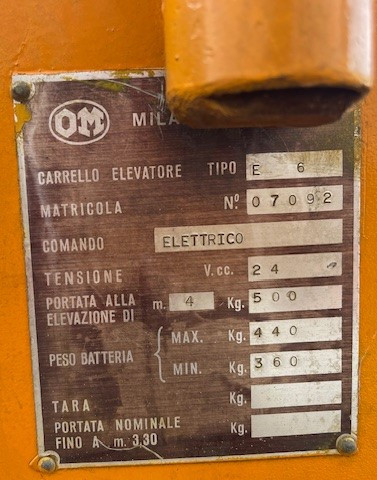 OM MILA
CARRELLO ELEVATORE TIPO E 6
MATRICOLA N° 07092
COMANDO ELETTRICO
TENSIONE V.cc. 24
PORTATA ALLA ELEVAZIONE DI m. 4 Kg. 500
PESO BATTERIA MAX. Kg. 440
MIN. Kg. 360
TARA Kg.
PORTATA NOMINALE
FINO A m. 3,30 Kg.